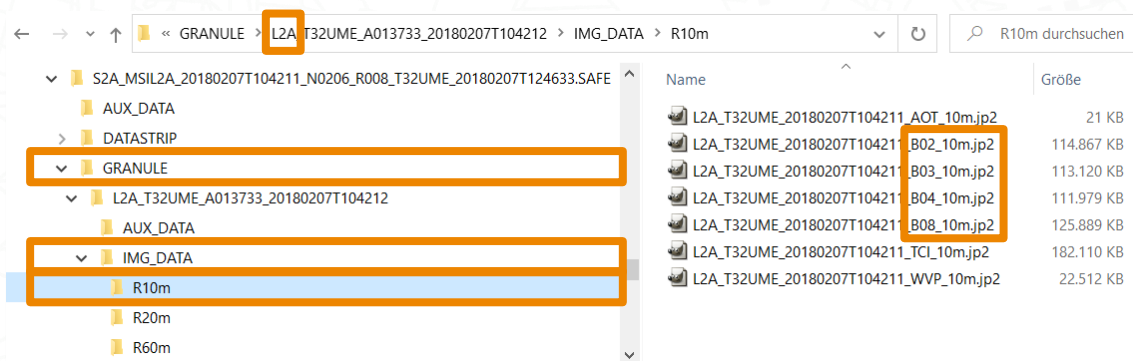 « GRANULE > L2A_T32UME_A013733_20180207T104212 > IMG_DATA > R10m
R10m durchsuchen
S2A_MSIL2A_20180207T104211_N0206_R008_T32UME_20180207T124633.SAFE
AUX_DATA
DATASTRIP
GRANULE
L2A_T32UME_A013733_20180207T104212
AUX_DATA
IMG_DATA
R10m
R20m
R60m
Name Größe
L2A_T32UME_20180207T104211_AOT_10m.jp2 21 KB
L2A_T32UME_20180207T104211_B02_10m.jp2 114.867 KB
L2A_T32UME_20180207T104211_B03_10m.jp2 113.120 KB
L2A_T32UME_20180207T104211_B04_10m.jp2 111.979 KB
L2A_T32UME_20180207T104211_B08_10m.jp2 125.889 KB
L2A_T32UME_20180207T104211_TCI_10m.jp2 182.110 KB
L2A_T32UME_20180207T104211_WVP_10m.jp2 22.512 KB